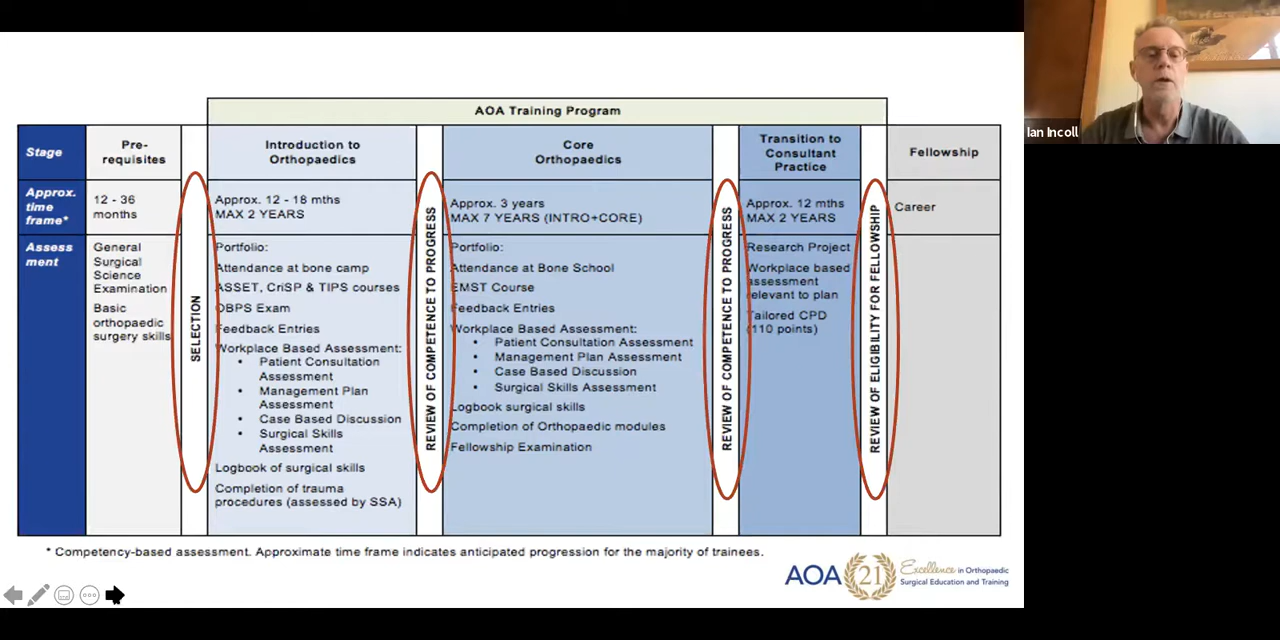 AOA Training Program
Stage
Pre-
requisites
Introduction to
Orthopaedics
Core
Orthopaedics
Transition to
Consultant
Practice
Fellowship
Approx.
time
frame*
12 - 36
months
Approx. 12 - 18 mths
MAX 2 YEARS
Approx. 3 years
MAX 7 YEARS (INTRO+CORE)
Approx. 12 mths
MAX 2 YEARS
Career
Assess
ment
General
Surgical
Science
Examination
Basic
orthopaedic
surgery skills
SELECTION
Portfolio:
Attendance at bone camp
ASSET, CriSP & TIPS courses
OBPS Exam
Feedback Entries
Workplace Based Assessment:
• Patient Consultation
Assessment
• Management Plan
Assessment
• Case Based Discussion
• Surgical Skills
Assessment
Logbook of surgical skills
Completion of trauma
procedures (assessed by SSA)
REVIEW OF COMPETENCE TO PROGRESS
Portfolio:
Attendance at Bone School
EMST Course
Feedback Entries
Workplace Based Assessment:
• Patient Consultation Assessment
• Management Plan Assessment
• Case Based Discussion
• Surgical Skills Assessment
Logbook surgical skills
Completion of Orthopaedic modules
Fellowship Examination
REVIEW OF COMPETENCE TO PROGRESS
Research Project
Workplace based
assessment
relevant to plan
Tailored CPD
(110 points)
REVIEW OF ELIGIBILITY FOR FELLOWSHIP
* Competency-based assessment. Approximate time frame indicates anticipated progression for the majority of trainees.
AOA 21 Excellence in Orthopaedic
Surgical Education and Training
Ian Incoll